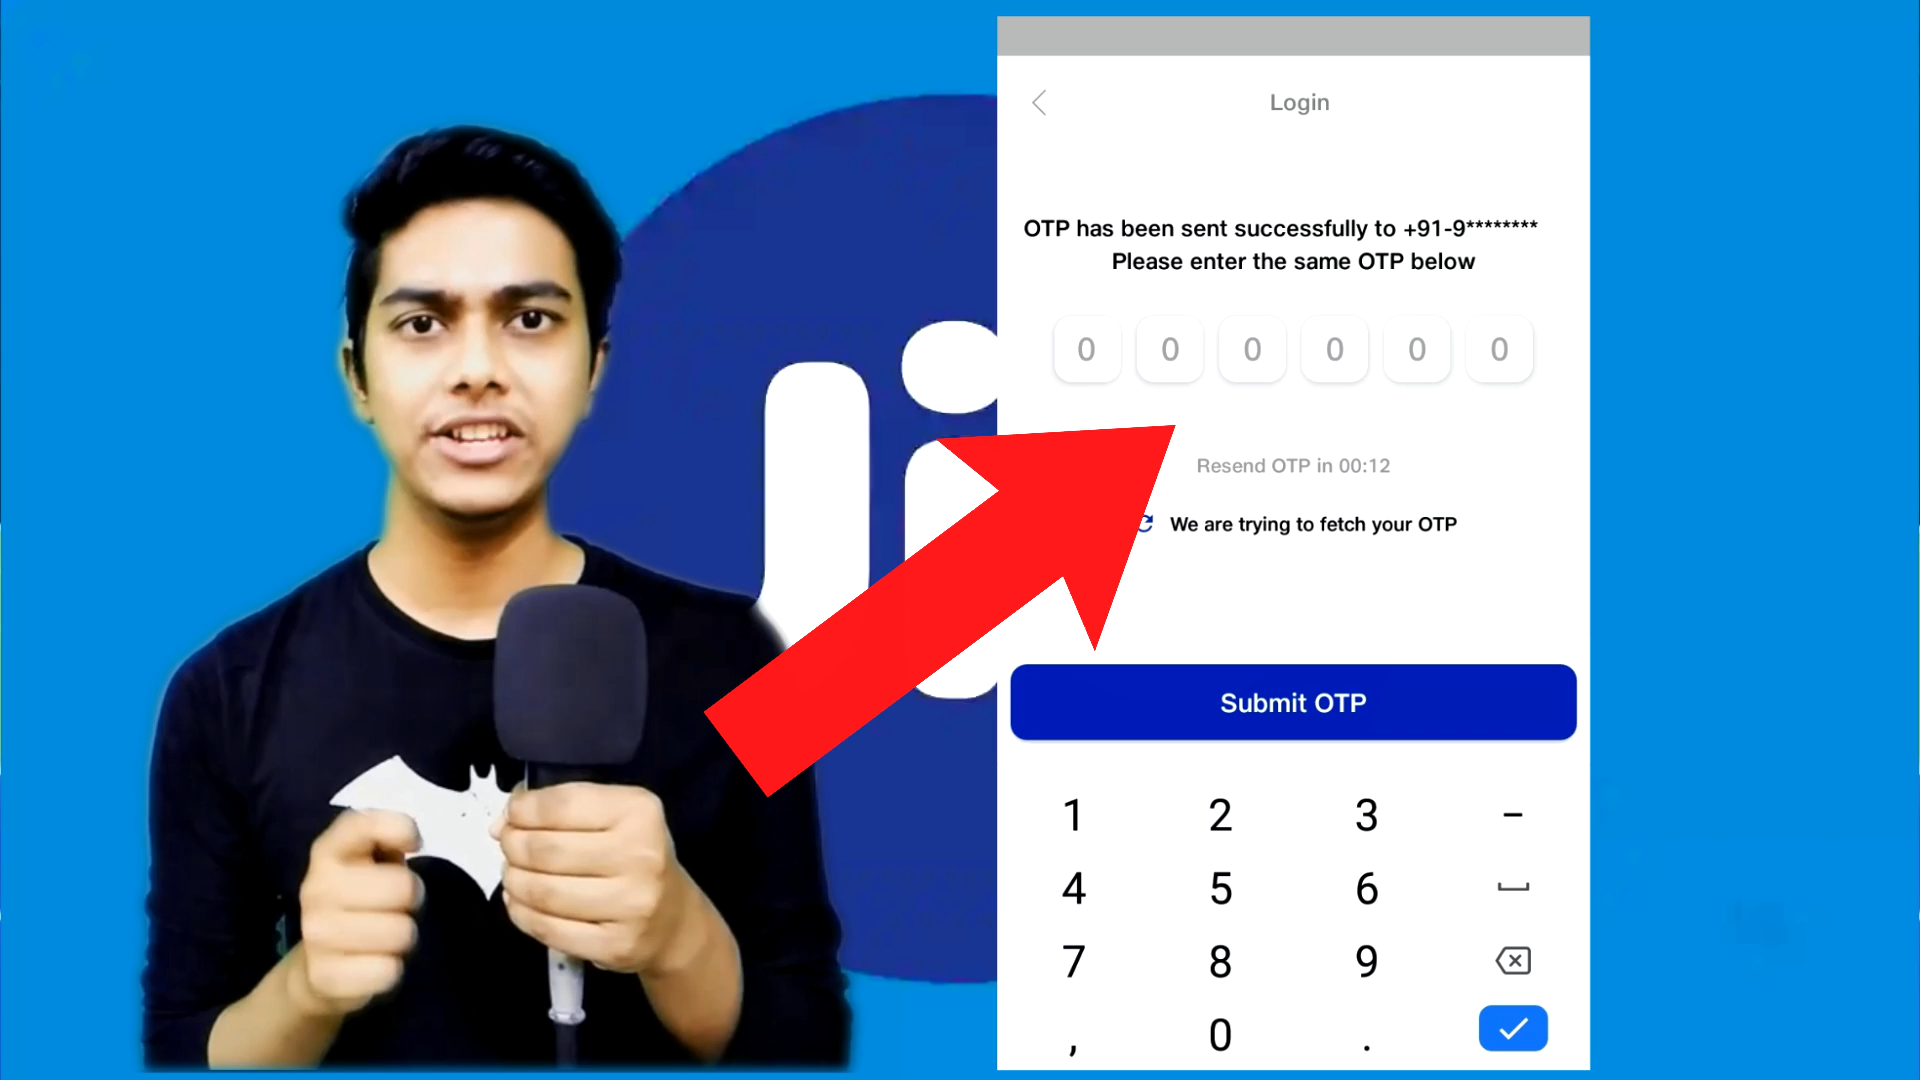 Login
OTP has been sent successfully to +91-9********
Please enter the same OTP below
0 0 0 0 0 0
Resend OTP in 00:12
We are trying to fetch your OTP
Submit OTP
1 2 3 –
4 5 6
7 8 9
, 0 .